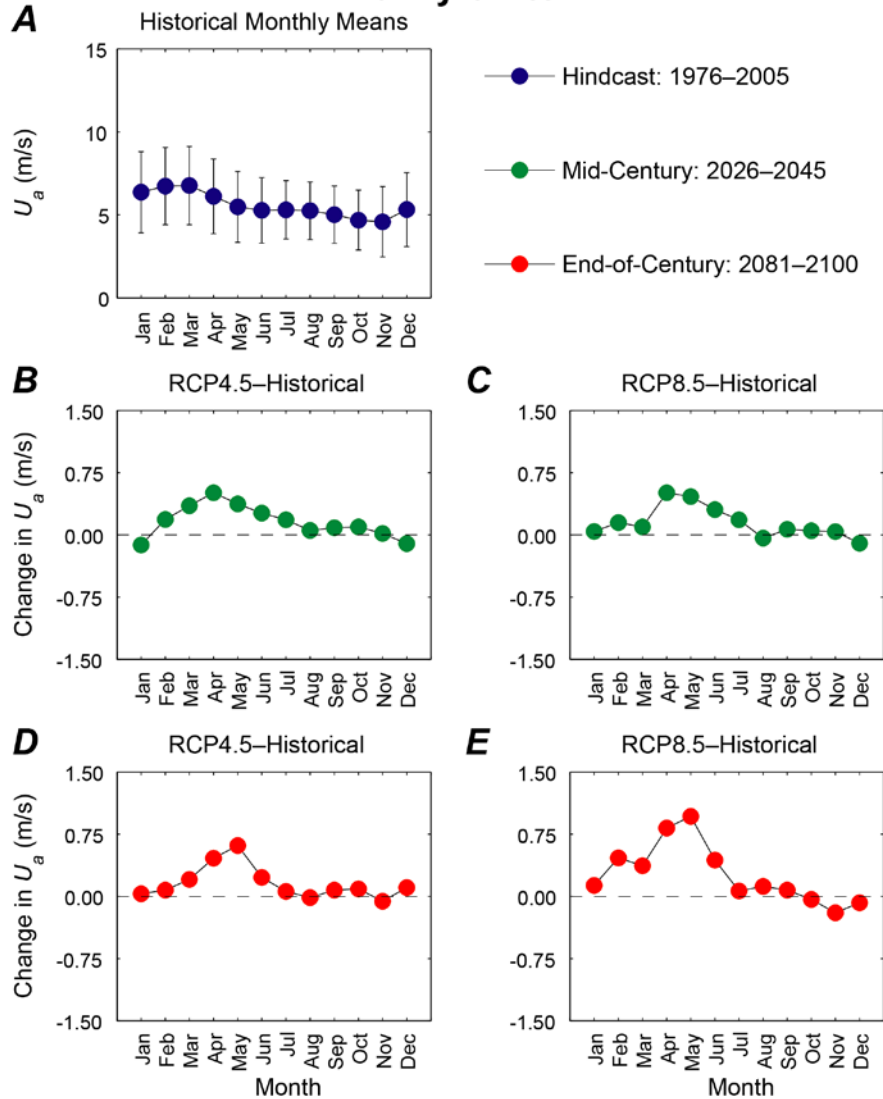 A
Historical Monthly Means
15
10
5
0
Ua (m/s)
Jan Feb Mar Apr May Jun Jul Aug Sep Oct Nov Dec
Hindcast: 1976–2005
Mid-Century: 2026–2045
End-of-Century: 2081–2100
B
RCP4.5–Historical
1.50
0.75
0.00
-0.75
-1.50
Change in Ua (m/s)
Jan Feb Mar Apr May Jun Jul Aug Sep Oct Nov Dec
C
RCP8.5–Historical
1.50
0.75
0.00
-0.75
-1.50
Jan Feb Mar Apr May Jun Jul Aug Sep Oct Nov Dec
D
RCP4.5–Historical
1.50
0.75
0.00
-0.75
-1.50
Change in Ua (m/s)
Jan Feb Mar Apr May Jun Jul Aug Sep Oct Nov Dec
Month
E
RCP8.5–Historical
1.50
0.75
0.00
-0.75
-1.50
Jan Feb Mar Apr May Jun Jul Aug Sep Oct Nov Dec
Month